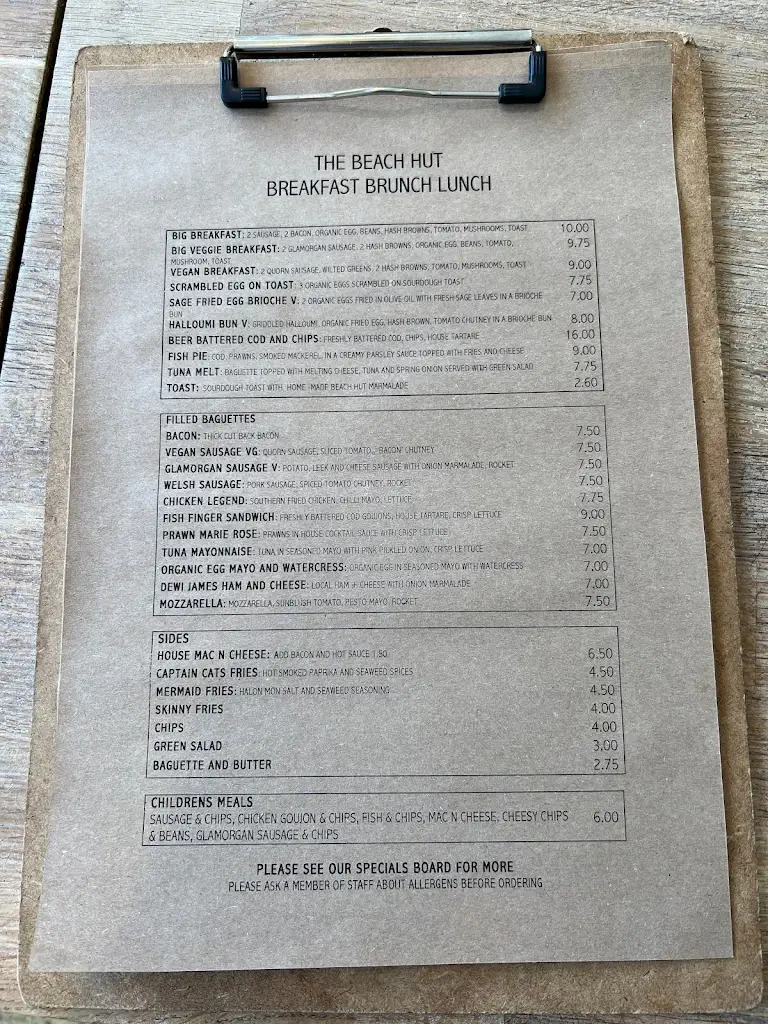 THE BEACH HUT
BREAKFAST BRUNCH LUNCH
BIG BREAKFAST: 2 SAUSAGE, 2 BACON, ORGANIC EGG, BEANS, HASH BROWNS, TOMATO, MUSHROOMS, TOAST 10.00
BIG VEGGIE BREAKFAST: 2 GLAMORGAN SAUSAGE, 2 HASH BROWNS, ORGANIC EGG, BEANS, TOMATO, 9.75
MUSHROOM, TOAST
VEGAN BREAKFAST: 2 QUORN SAUSAGE, WILTED GREENS, 2 HASH BROWNS, TOMATO, MUSHROOMS, TOAST 9.00
SCRAMBLED EGG ON TOAST: 3 ORGANIC EGGS SCRAMBLED ON SOURDOUGH TOAST 7.75
SAGE FRIED EGG BRIOCHE V: 2 ORGANIC EGGS FRIED IN OLIVE OIL WITH FRESH SAGE LEAVES IN A BRIOCHE 7.00
BUN
HALLOUMI BUN V: GRIDDLED HALLOUMI, ORGANIC FRIED EGG, HASH BROWN, TOMATO CHUTNEY IN A BRIOCHE BUN 8.00
BEER BATTERED COD AND CHIPS: FRESHLY BATTERED COD, CHIPS, HOUSE TARTARE 16.00
FISH PIE: COD, PRAWNS, SMOKED MACKEREL, IN A CREAMY PARSLEY SAUCE TOPPED WITH FRIES AND CHEESE 9.00
TUNA MELT: BAGUETTE TOPPED WITH MELTING CHEESE, TUNA AND SPRING ONION SERVED WITH GREEN SALAD 7.75
TOAST: SOURDOUGH TOAST WITH HOME-MADE BEACH HUT MARMALADE 2.60
FILLED BAGUETTES
BACON: THICK CUT BACK BACON 7.50
VEGAN SAUSAGE VG: QUORN SAUSAGE, SLICED TOMATO, 'BACON' CHUTNEY 7.50
GLAMORGAN SAUSAGE V: POTATO, LEEK AND CHEESE SAUSAGE WITH ONION MARMALADE, ROCKET 7.50
WELSH SAUSAGE: PORK SAUSAGE, SPICED TOMATO CHUTNEY, ROCKET 7.50
CHICKEN LEGEND: SOUTHERN FRIED CHICKEN, CHILLI MAYO, LETTUCE 7.75
FISH FINGER SANDWICH: FRESHLY BATTERED COD GOUJONS, HOUSE TARTARE, CRISP LETTUCE 9.00
PRAWN MARIE ROSE: PRAWNS IN HOUSE COCKTAIL SAUCE WITH CRISP LETTUCE 7.50
TUNA MAYONNAISE: TUNA IN SEASONED MAYO WITH PINK PICKLED ONION, CRISP LETTUCE 7.00
ORGANIC EGG MAYO AND WATERCRESS: ORGANIC EGG IN SEASONED MAYO WITH WATERCRESS 7.00
DEWI JAMES HAM AND CHEESE: LOCAL HAM & CHEESE WITH ONION MARMALADE 7.00
MOZZARELLA: MOZZARELLA, SUNBLUSH TOMATO, PESTO MAYO, ROCKET 7.50
SIDES
HOUSE MAC N CHEESE: ADD BACON AND HOT SAUCE 1.50 6.50
CAPTAIN CATS FRIES: HOT SMOKED PAPRIKA AND SEAWEED SPICES 4.50
MERMAID FRIES: HALON MON SALT AND SEAWEED SEASONING 4.50
SKINNY FRIES 4.00
CHIPS 4.00
GREEN SALAD 3.00
BAGUETTE AND BUTTER 2.75
CHILDRENS MEALS
SAUSAGE & CHIPS, CHICKEN GOUJON & CHIPS, FISH & CHIPS, MAC N CHEESE, CHEESY CHIPS 6.00
& BEANS, GLAMORGAN SAUSAGE & CHIPS
PLEASE SEE OUR SPECIALS BOARD FOR MORE
PLEASE ASK A MEMBER OF STAFF ABOUT ALLERGENS BEFORE ORDERING